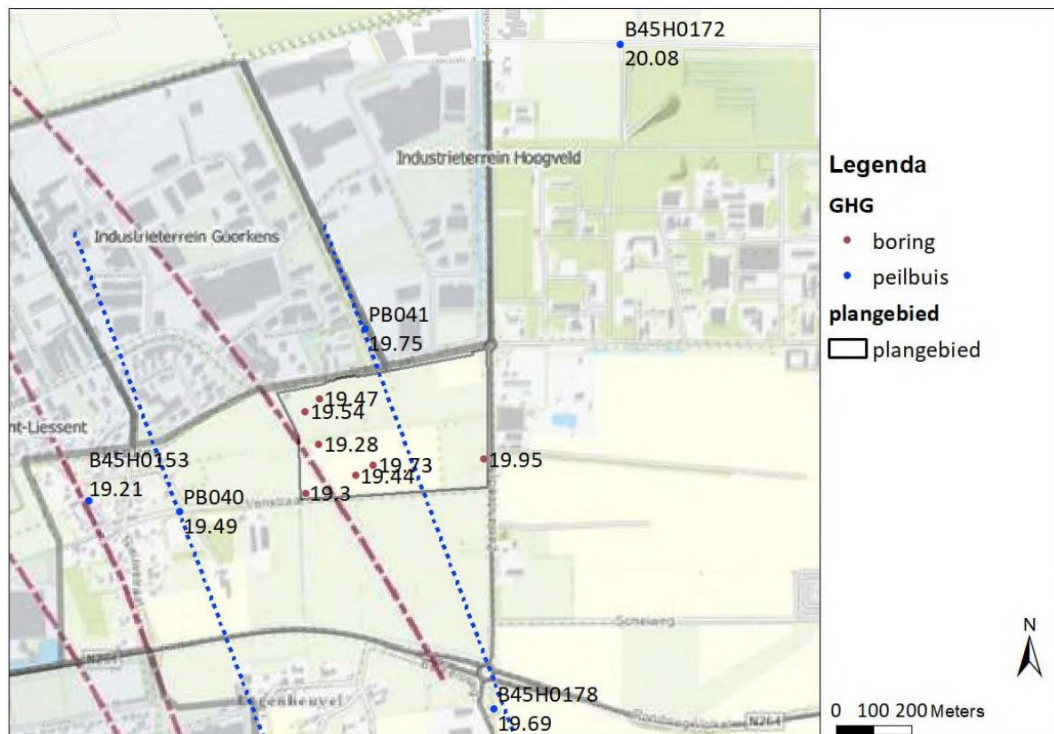 B45H0172
20.08
Industrieterrein Hoogveld
Industrieterrein Goorkens
PB041
19.75
19.47
19.54
nt-Liessent
19.28
B45H0153
19.21
19.73
19.44
19.95
PB040
19.49
Venstraat
19.3
Schelweg
N264
B45H0178
19.69
N264
Legenda
GHG
boring
peilbuis
plangebied
plangebied
N
0 100 200 Meters